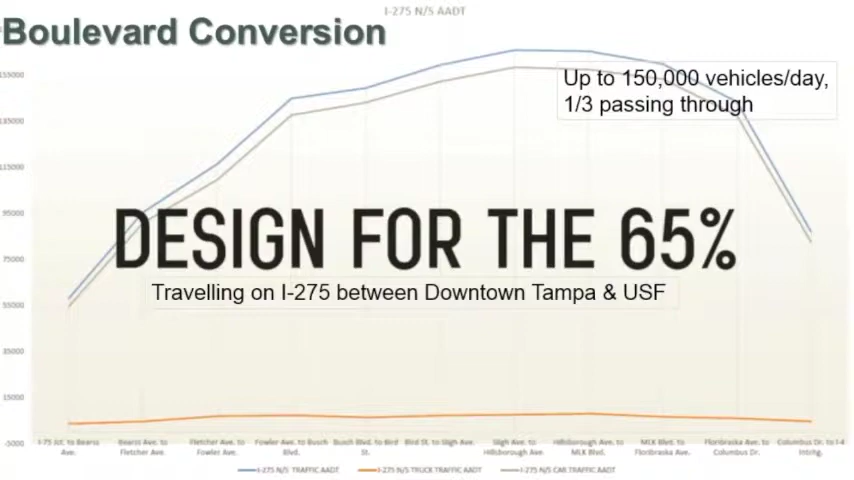 I-275 N/S AADT
Boulevard Conversion
Up to 150,000 vehicles/day,
1/3 passing through
DESIGN FOR THE 65%
Travelling on I-275 between Downtown Tampa & USF
155000
135000
115000
95000
75000
55000
35000
15000
-5000
I-75 Jct. to Bearss Ave.
Bearss Ave. to Fletcher Ave.
Fletcher Ave. to Fowler Ave.
Fowler Ave. to Busch Blvd.
Busch Blvd. to Bird St.
Bird St. to Sligh Ave.
Sligh Ave. to Hillsborough Ave.
Hillsborough Ave. to MLK Blvd.
MLK Blvd. to Floribraska Ave.
Floribraska Ave. to Columbus Dr.
Columbus Dr. to I-4 Intrchg.
I-275 N/S TRAFFIC AADT
I-275 N/S TRUCK TRAFFIC AADT
I-275 N/S CAR TRAFFIC AADT